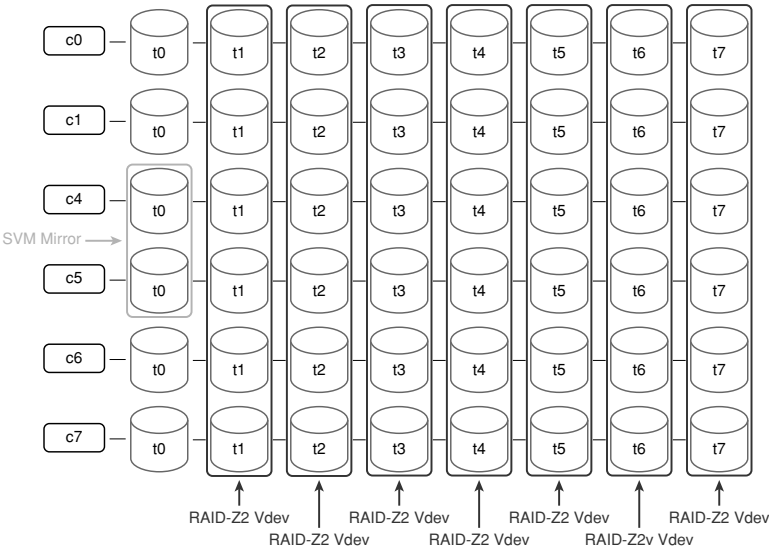 c0 t0 t1 t2 t3 t4 t5 t6 t7
c1 t0 t1 t2 t3 t4 t5 t6 t7
c4 t0 t1 t2 t3 t4 t5 t6 t7
SVM Mirror
c5 t0 t1 t2 t3 t4 t5 t6 t7
c6 t0 t1 t2 t3 t4 t5 t6 t7
c7 t0 t1 t2 t3 t4 t5 t6 t7
RAID-Z2 Vdev RAID-Z2 Vdev RAID-Z2 Vdev RAID-Z2 Vdev
RAID-Z2 Vdev RAID-Z2 Vdev RAID-Z2v Vdev